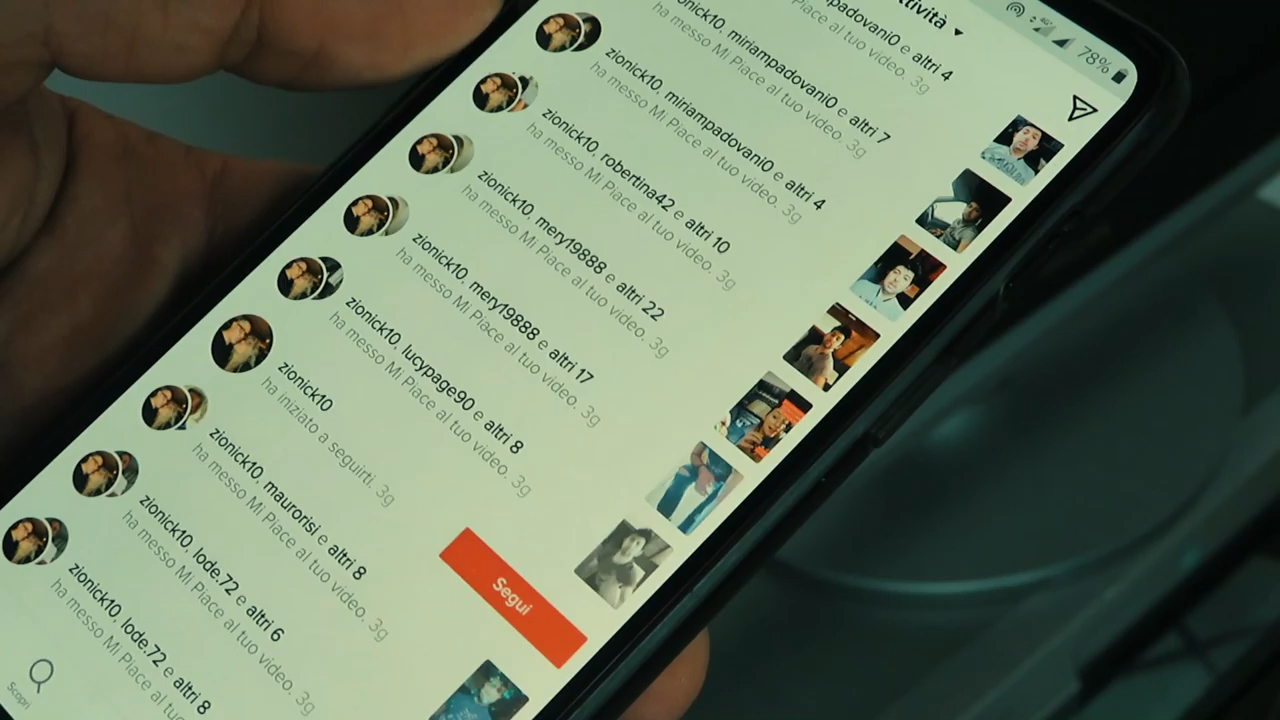 78%
miriampadovani0 e altri 4
Piace al tuo video. 3g
zionick10, miriampadovani0 e altri 7
ha messo Mi Piace al tuo video. 3g
zionick10, miriampadovani0 e altri 4
ha messo Mi Piace al tuo video. 3g
zionick10, robertina42 e altri 10
ha messo Mi Piace al tuo video. 3g
zionick10, mery19888 e altri 22
ha messo Mi Piace al tuo video. 3g
zionick10, mery19888 e altri 17
ha messo Mi Piace al tuo video. 3g
zionick10, lucypage90 e altri 8
ha messo Mi Piace al tuo video. 3g
zionick10
ha iniziato a seguirti. 3g
Segui
zionick10, maurorisi e altri 8
ha messo Mi Piace al tuo video. 3g
zionick10, lode.72 e altri 6
ha messo Mi Piace al tuo video. 3g
zionick10, lode.72 e altri 8
ha messo Mi Piace al tuo video.
Scopri